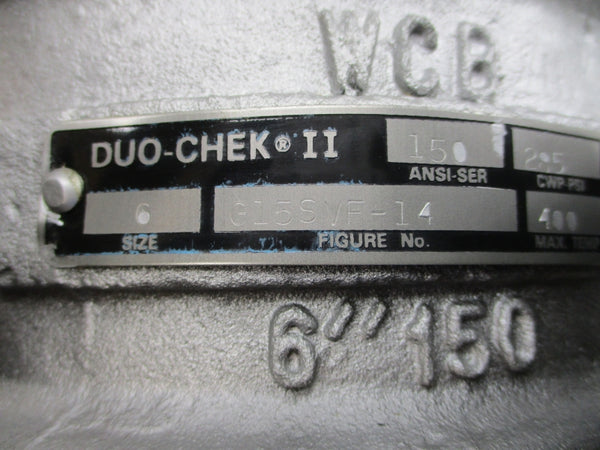 WCB
DUO-CHEK® II
150
ANSI-SER
285
CWP-PSI
6
SIZE
G15SVF-14
FIGURE No.
400
MAX. TEMP
6" 150